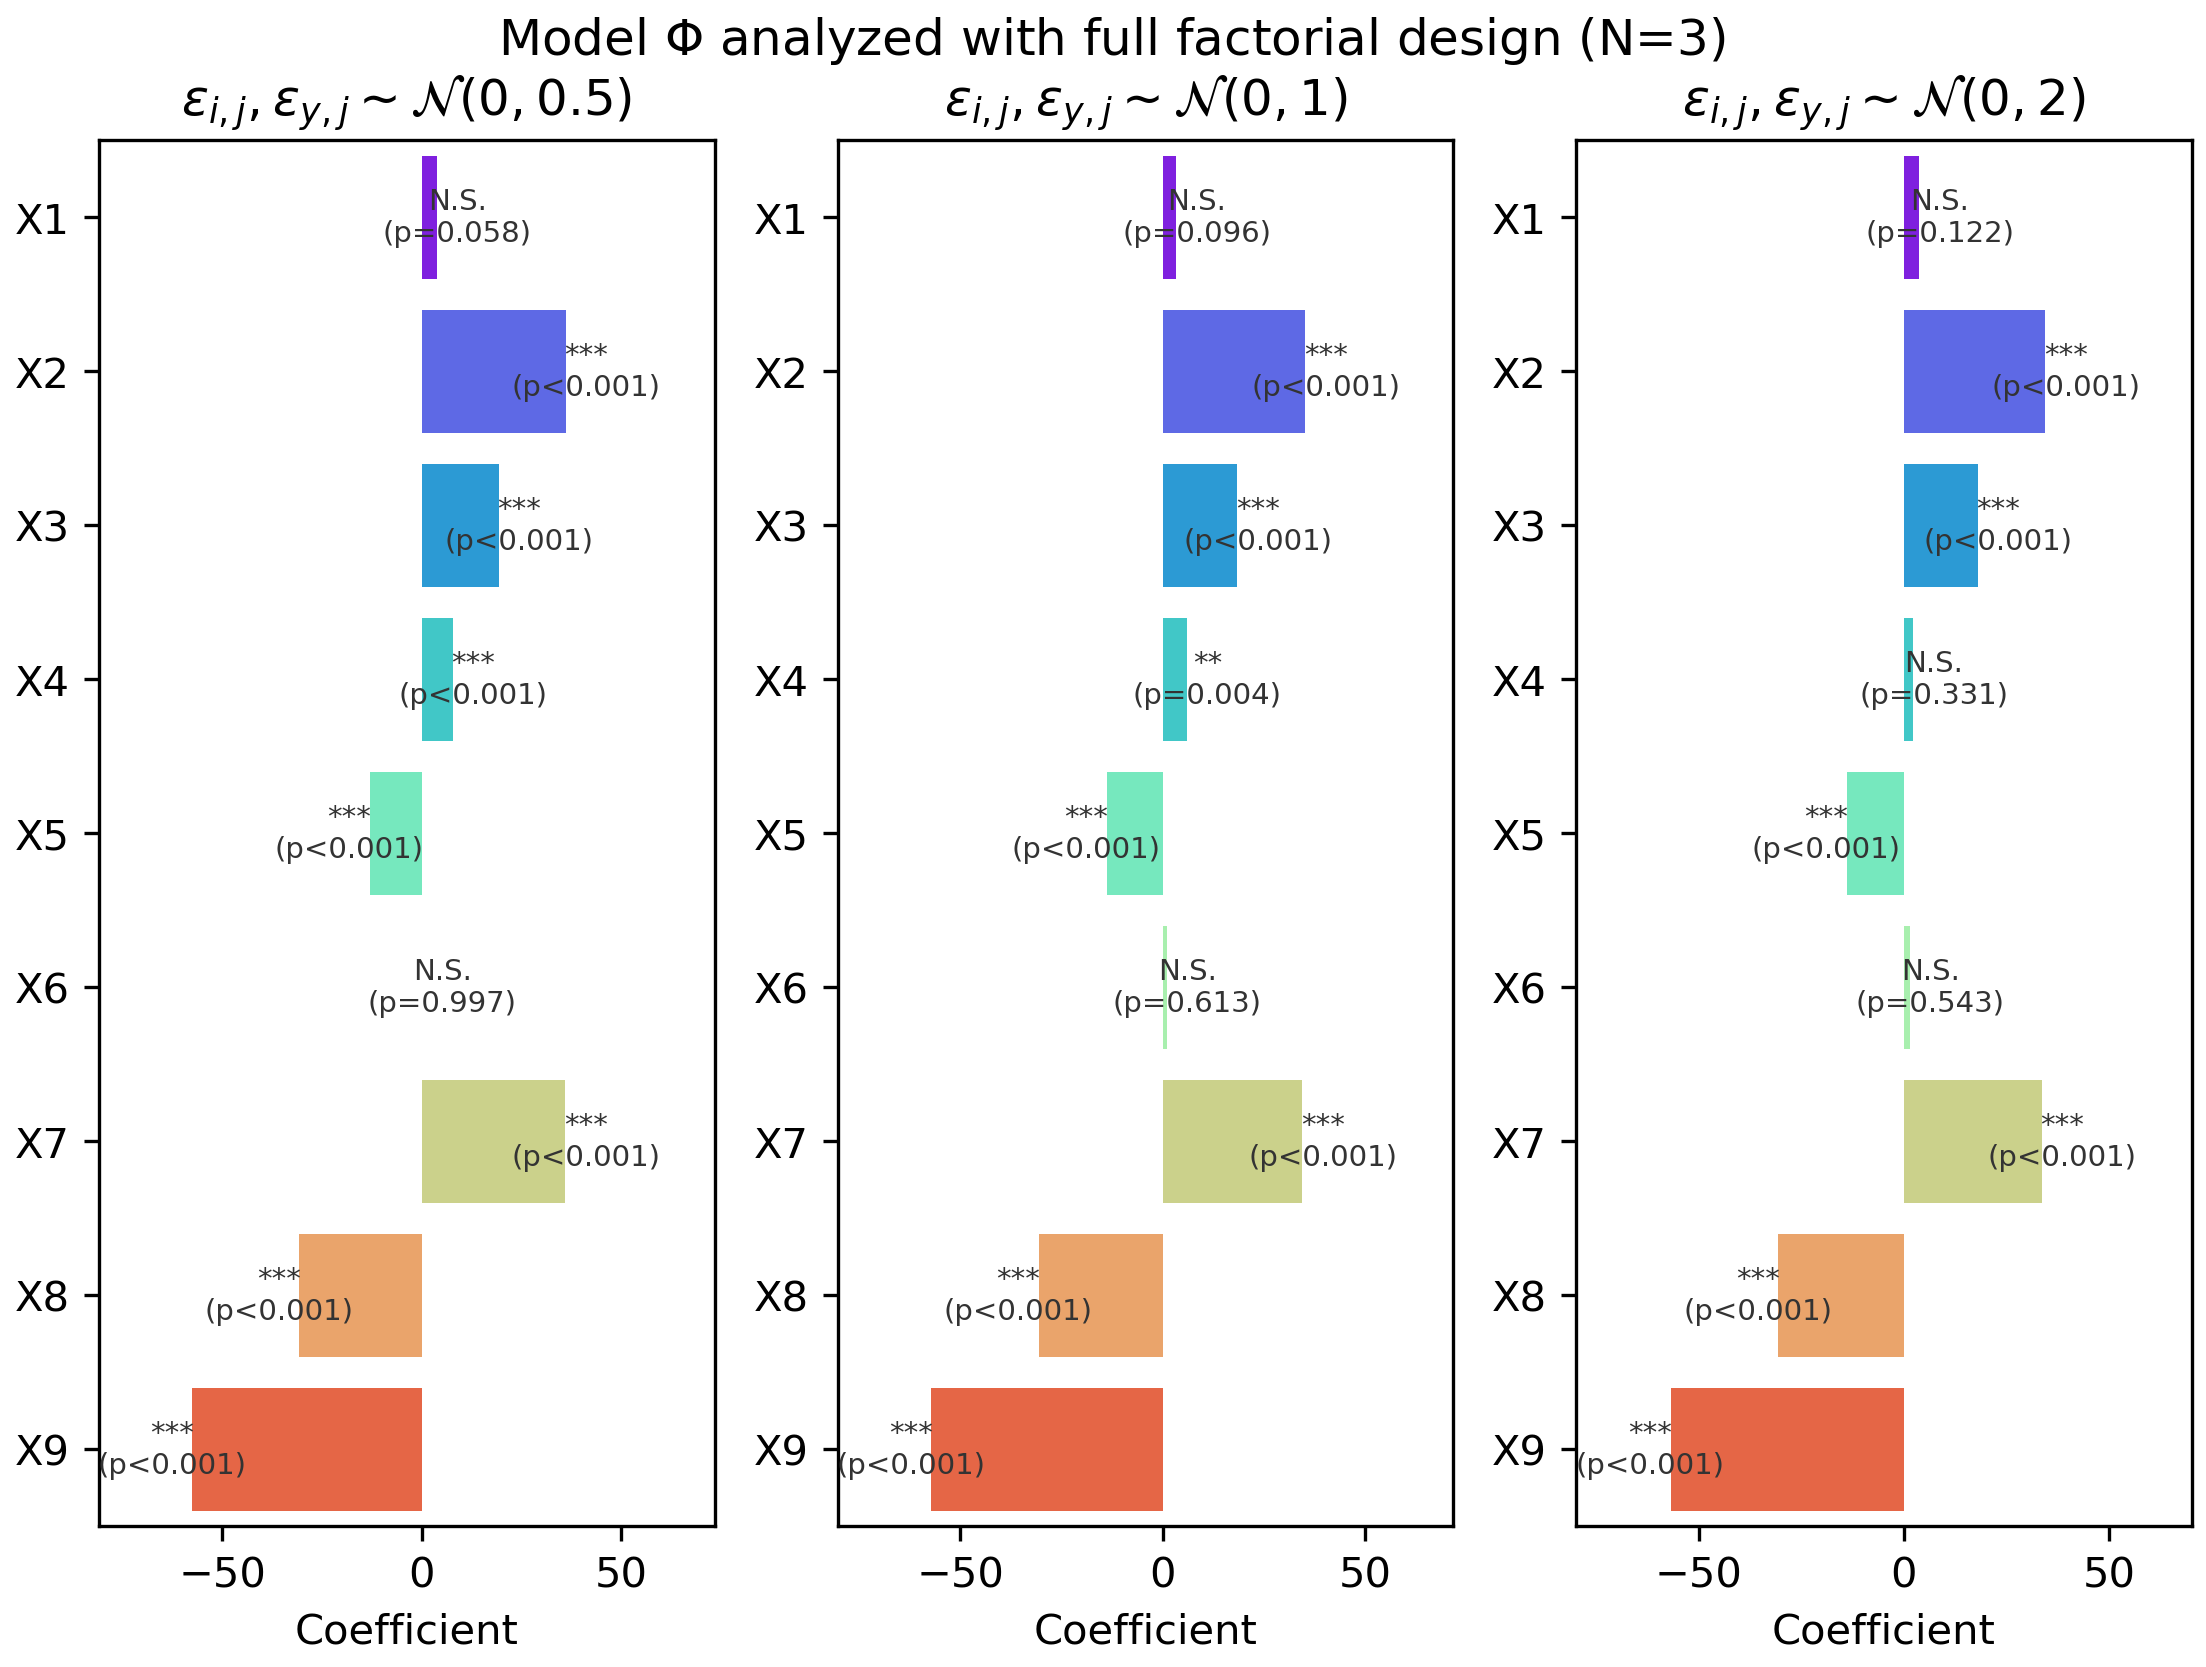 Model Φ analyzed with full factorial design (N=3)
ε_{i,j}, ε_{y,j} ~ 𝒩(0, 0.5)
X1
N.S.
(p=0.058)
X2
***
(p<0.001)
X3
***
(p<0.001)
X4
***
(p<0.001)
X5
***
(p<0.001)
X6
N.S.
(p=0.997)
X7
***
(p<0.001)
X8
***
(p<0.001)
X9
***
(p<0.001)
−50 0 50
Coefficient
ε_{i,j}, ε_{y,j} ~ 𝒩(0, 1)
X1
N.S.
(p=0.096)
X2
***
(p<0.001)
X3
***
(p<0.001)
X4
**
(p=0.004)
X5
***
(p<0.001)
X6
N.S.
(p=0.613)
X7
***
(p<0.001)
X8
***
(p<0.001)
X9
***
(p<0.001)
−50 0 50
Coefficient
ε_{i,j}, ε_{y,j} ~ 𝒩(0, 2)
X1
N.S.
(p=0.122)
X2
***
(p<0.001)
X3
***
(p<0.001)
X4
N.S.
(p=0.331)
X5
***
(p<0.001)
X6
N.S.
(p=0.543)
X7
***
(p<0.001)
X8
***
(p<0.001)
X9
***
(p<0.001)
−50 0 50
Coefficient